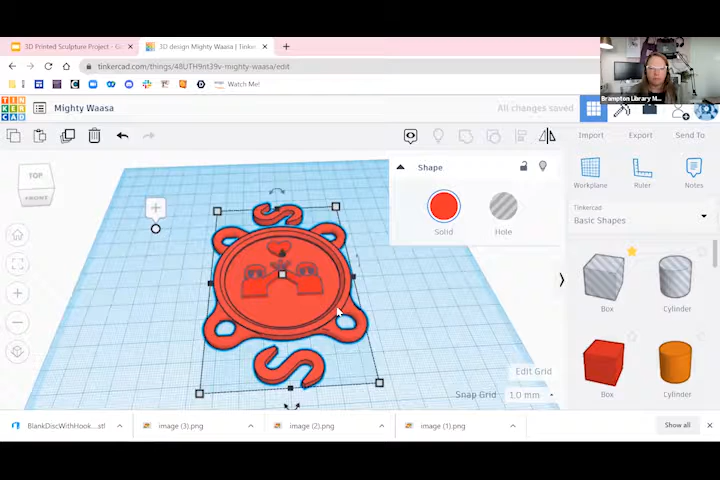 3D Printed Sculpture Project - G
3D design Mighty Waasa | Tinker
tinkercad.com/things/48UTH9nt39v-mighty-waasa/edit
Watch Me!
Brampton Library M...
TIN
KER
CAD
Mighty Waasa
All changes saved
Import
Export
Send To
TOP
FRONT
Shape
Solid
Hole
Workplane
Ruler
Notes
Tinkercad
Basic Shapes
Box
Cylinder
Box
Cylinder
Edit Grid
Snap Grid
1.0 mm
BlankDiscWithHook....stl
image (3).png
image (2).png
image (1).png
Show all